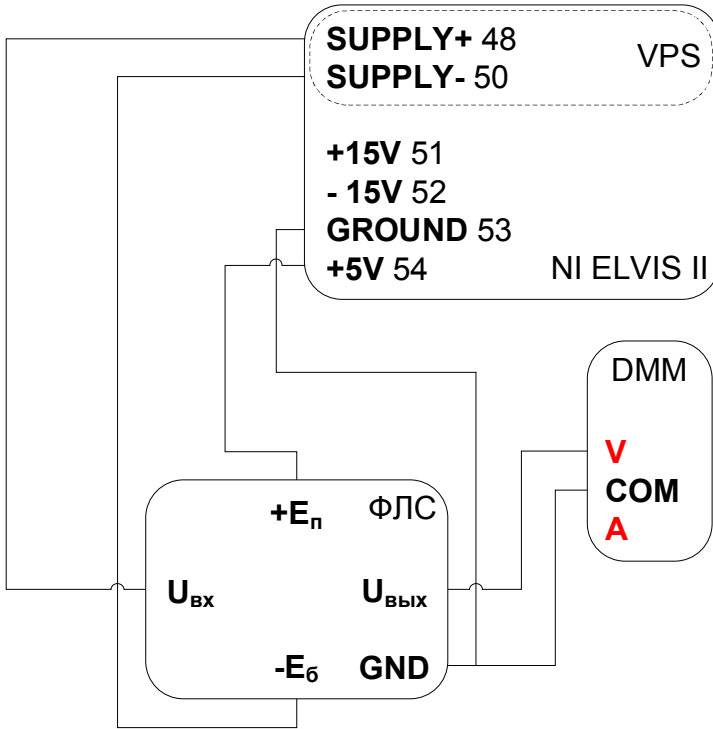 SUPPLY+ 48
VPS
SUPPLY- 50
+15V 51
- 15V 52
GROUND 53
+5V 54
NI ELVIS II
DMM
V
COM
A
+Eп
ФЛС
Uвх
Uвых
-Eб
GND